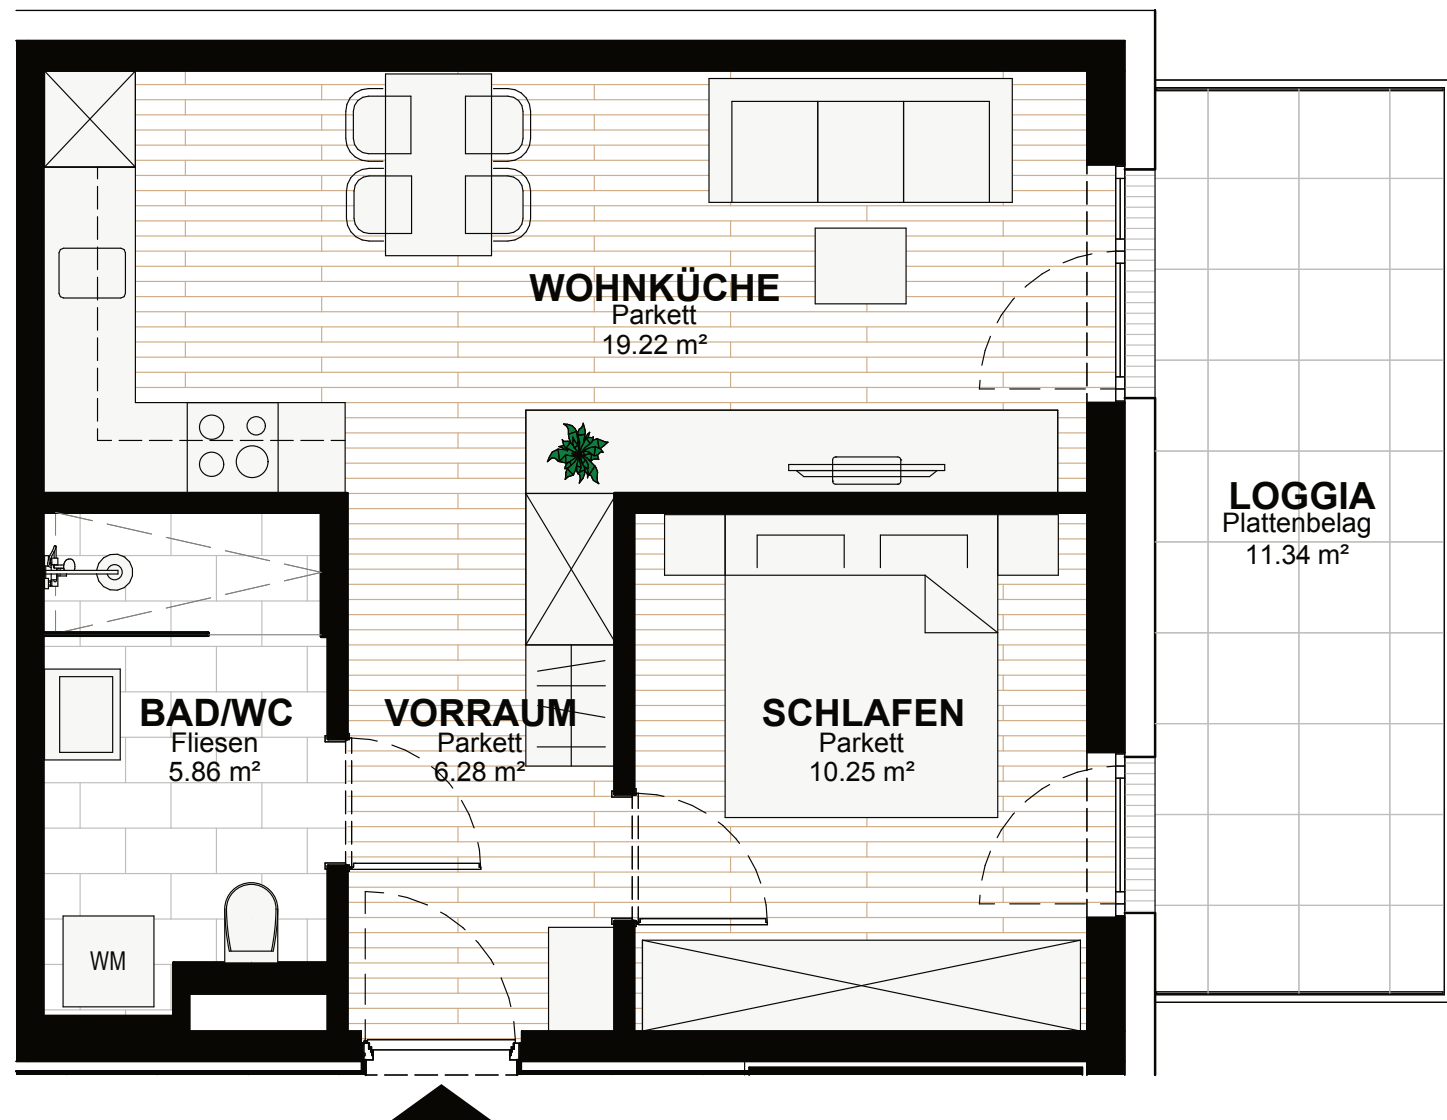 WOHNKÜCHE
Parkett
19.22 m²
LOGGIA
Plattenbelag
11.34 m²
BAD/WC
Fliesen
5.86 m²
VORRAUM
Parkett
6.28 m²
SCHLAFEN
Parkett
10.25 m²
WM